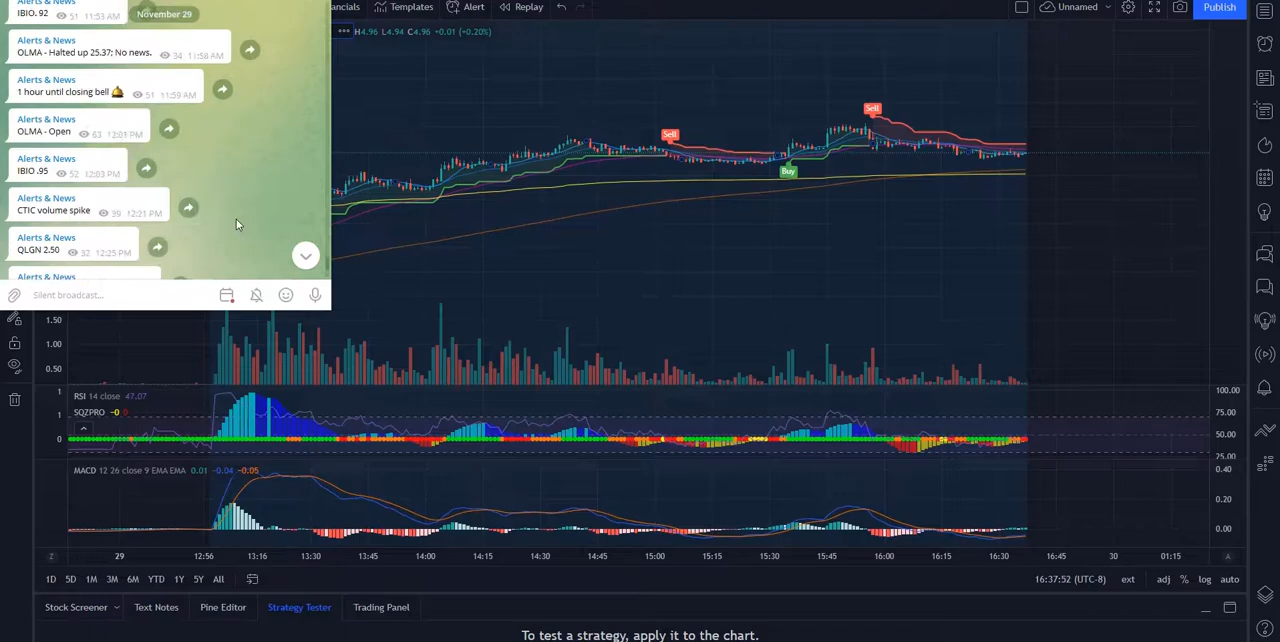 Alerts & News
IBIO. 92 51 11:53 AM
November 29
Alerts & News
OLMA - Halted up 25.37; No news. 34 11:58 AM
Alerts & News
1 hour until closing bell 51 11:59 AM
Alerts & News
OLMA - Open 63 12:01 PM
Alerts & News
IBIO .95 52 12:03 PM
Alerts & News
CTIC volume spike 39 12:21 PM
Alerts & News
QLGN 2.50 32 12:25 PM
Alerts & News
Silent broadcast...
ancials Templates Alert Replay Unnamed Publish
H4.96 L4.94 C4.96 +0.01 (+0.20%)
Sell
Sell
Buy
1.50
1.00
0.50
RSI 14 close 47.07
SQZPRO −0 0
1
1
0
100.00
75.00
50.00
25.00
MACD 12 26 close 9 EMA EMA 0.01 −0.04 −0.05
0.40
0.20
0.00
Z 29 12:56 13:16 13:30 13:45 14:00 14:15 14:30 14:45 15:00 15:15 15:30 15:45 16:00 16:15 16:30 16:45 30 01:15 A
1D 5D 1M 3M 6M YTD 1Y 5Y All 16:37:52 (UTC-8) ext adj % log auto
Stock Screener Text Notes Pine Editor Strategy Tester Trading Panel
To test a strategy, apply it to the chart.